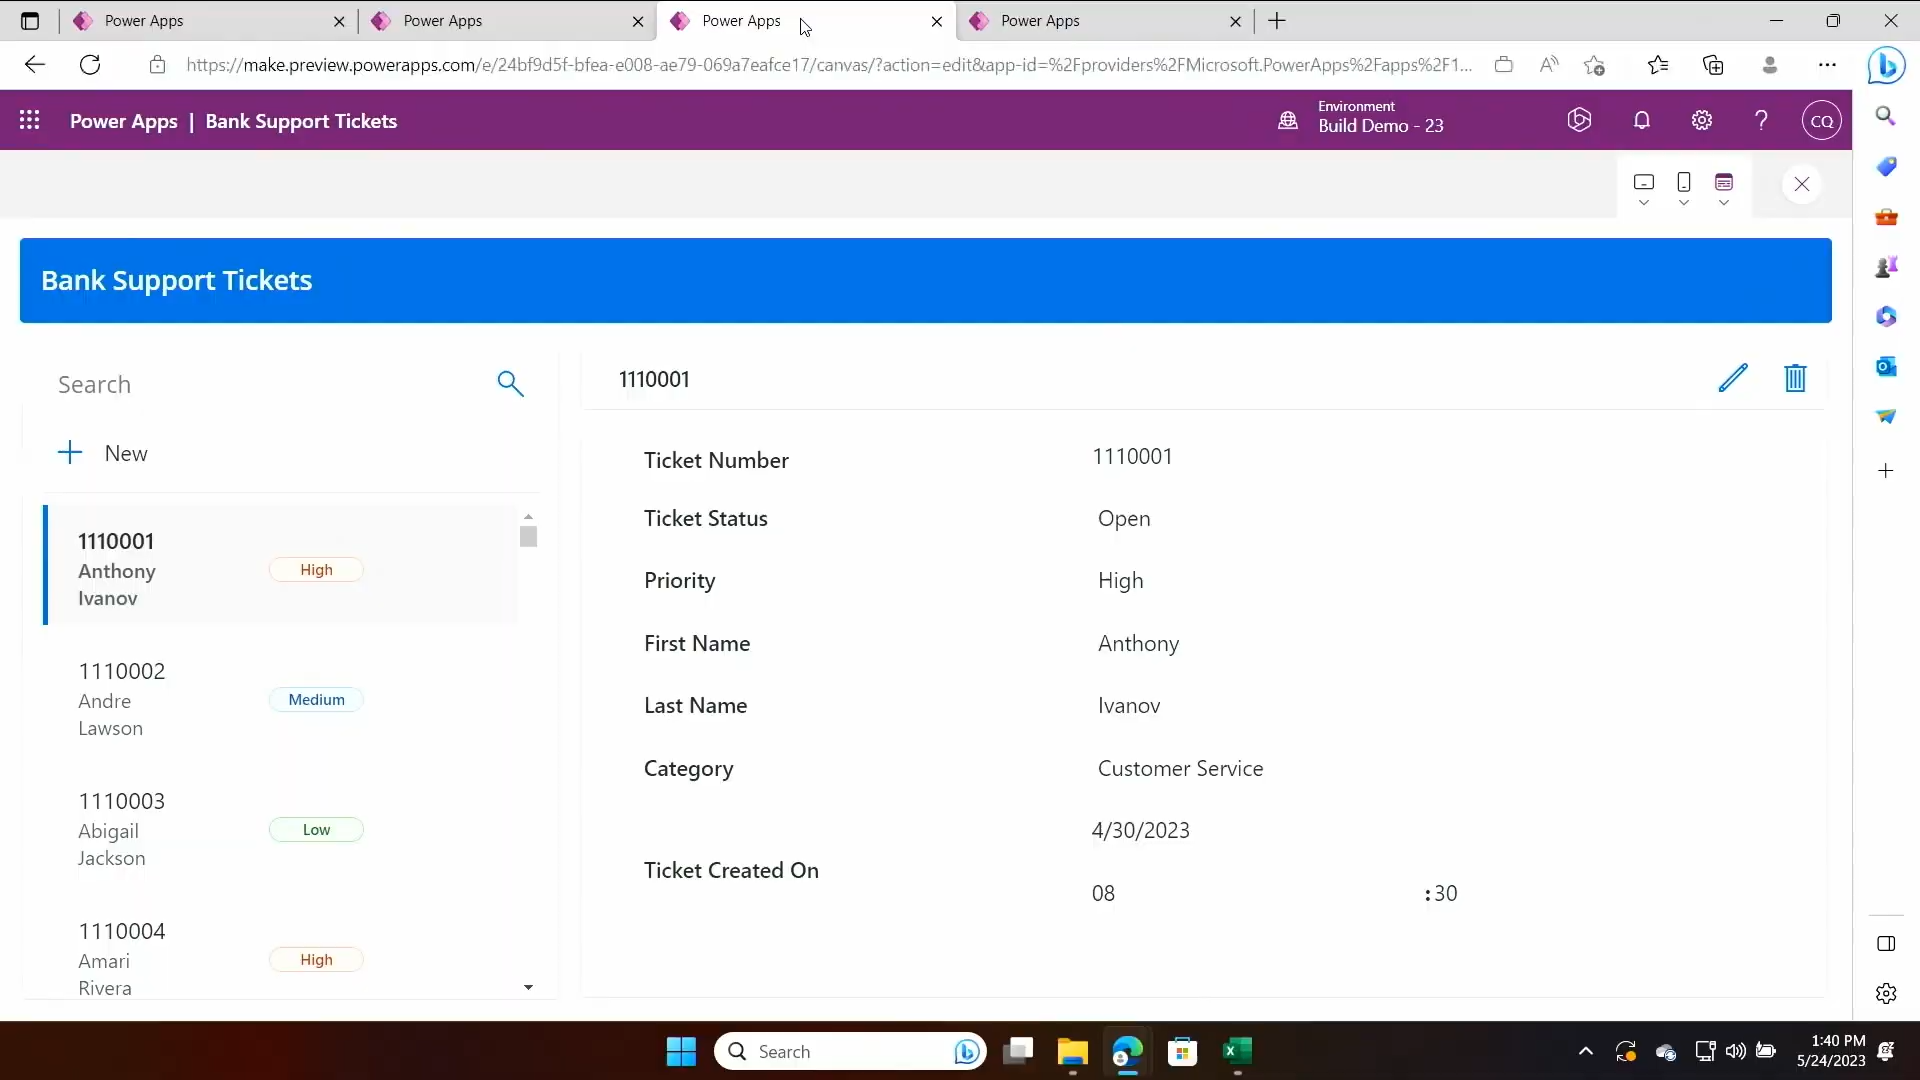 Power Apps
Power Apps
Power Apps
Power Apps
https://make.preview.powerapps.com/e/24bf9d5f-bfea-e008-ae79-069a7eafce17/canvas/?action=edit&app-id=%2Fproviders%2FMicrosoft.PowerApps%2Fapps%2F1...
Power Apps | Bank Support Tickets
Environment
Build Demo - 23
CQ
Bank Support Tickets
Search
New
1110001
Anthony
Ivanov
High
1110002
Andre
Lawson
Medium
1110003
Abigail
Jackson
Low
1110004
Amari
Rivera
High
1110001
Ticket Number 1110001
Ticket Status Open
Priority High
First Name Anthony
Last Name Ivanov
Category Customer Service
Ticket Created On
4/30/2023
08 :30
Search
1:40 PM
5/24/2023